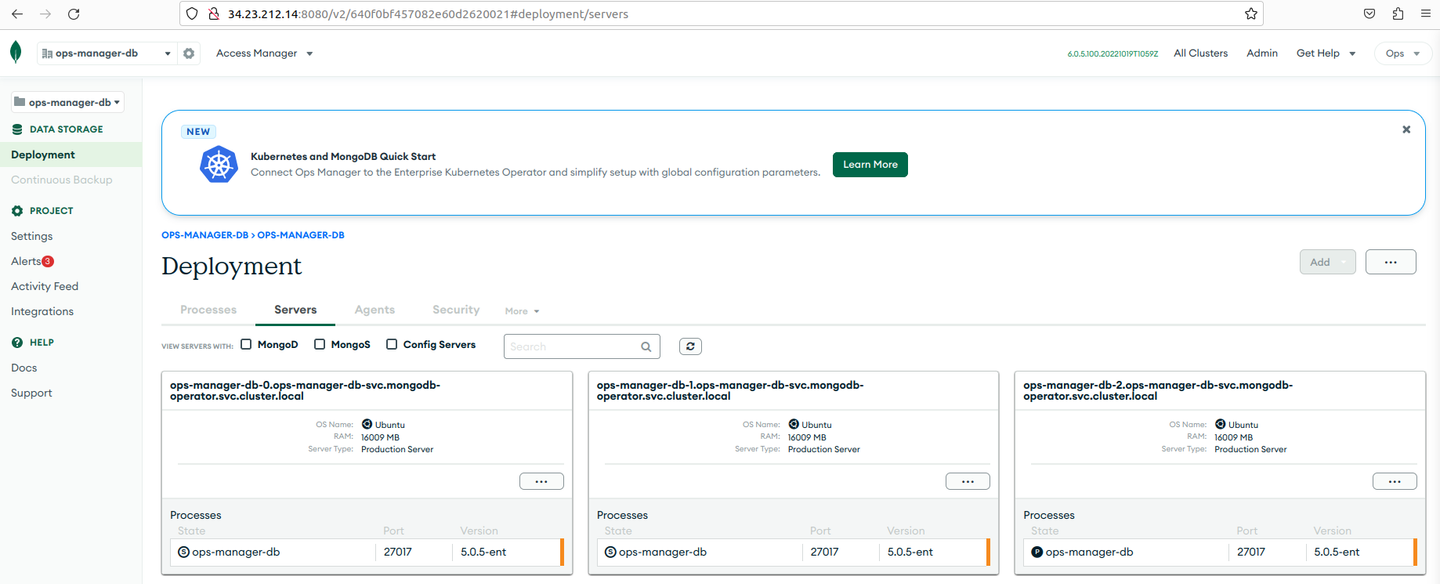 34.23.212.14:8080/v2/640f0bf457082e60d2620021#deployment/servers
ops-manager-db
Access Manager
6.0.5.100.20221019T1059Z
All Clusters
Admin
Get Help
Ops
ops-manager-db
DATA STORAGE
Deployment
Continuous Backup
PROJECT
Settings
Alerts 3
Activity Feed
Integrations
HELP
Docs
Support
NEW
Kubernetes and MongoDB Quick Start
Connect Ops Manager to the Enterprise Kubernetes Operator and simplify setup with global configuration parameters.
Learn More
OPS-MANAGER-DB > OPS-MANAGER-DB
Deployment
Add
...
Processes Servers Agents Security More
VIEW SERVERS WITH: MongoD MongoS Config Servers Search
ops-manager-db-0.ops-manager-db-svc.mongodb-
operator.svc.cluster.local
OS Name: Ubuntu
RAM: 16009 MB
Server Type: Production Server
...
Processes
State Port Version
S ops-manager-db 27017 5.0.5-ent
ops-manager-db-1.ops-manager-db-svc.mongodb-
operator.svc.cluster.local
OS Name: Ubuntu
RAM: 16009 MB
Server Type: Production Server
...
Processes
State Port Version
S ops-manager-db 27017 5.0.5-ent
ops-manager-db-2.ops-manager-db-svc.mongodb-
operator.svc.cluster.local
OS Name: Ubuntu
RAM: 16009 MB
Server Type: Production Server
...
Processes
State Port Version
P ops-manager-db 27017 5.0.5-ent